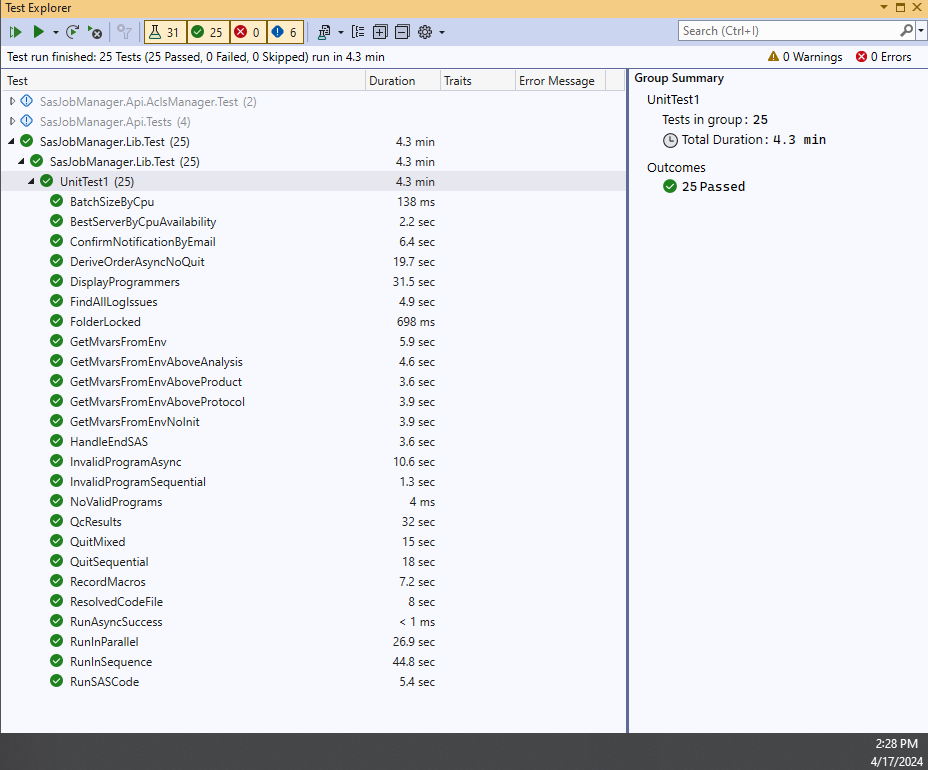 Test Explorer
31 25 0 6
Search (Ctrl+I)
Test run finished: 25 Tests (25 Passed, 0 Failed, 0 Skipped) run in 4.3 min 0 Warnings 0 Errors
Test Duration Traits Error Message
SasJobManager.Api.AclsManager.Test (2)
SasJobManager.Api.Tests (4)
SasJobManager.Lib.Test (25) 4.3 min
SasJobManager.Lib.Test (25) 4.3 min
UnitTest1 (25) 4.3 min
BatchSizeByCpu 138 ms
BestServerByCpuAvailability 2.2 sec
ConfirmNotificationByEmail 6.4 sec
DeriveOrderAsyncNoQuit 19.7 sec
DisplayProgrammers 31.5 sec
FindAllLogIssues 4.9 sec
FolderLocked 698 ms
GetMvarsFromEnv 5.9 sec
GetMvarsFromEnvAboveAnalysis 4.6 sec
GetMvarsFromEnvAboveProduct 3.6 sec
GetMvarsFromEnvAboveProtocol 3.9 sec
GetMvarsFromEnvNoInit 3.9 sec
HandleEndSAS 3.6 sec
InvalidProgramAsync 10.6 sec
InvalidProgramSequential 1.3 sec
NoValidPrograms 4 ms
QcResults 32 sec
QuitMixed 15 sec
QuitSequential 18 sec
RecordMacros 7.2 sec
ResolvedCodeFile 8 sec
RunAsyncSuccess < 1 ms
RunInParallel 26.9 sec
RunInSequence 44.8 sec
RunSASCode 5.4 sec
Group Summary
UnitTest1
Tests in group: 25
Total Duration: 4.3 min
Outcomes
25 Passed
2:28 PM
4/17/2024